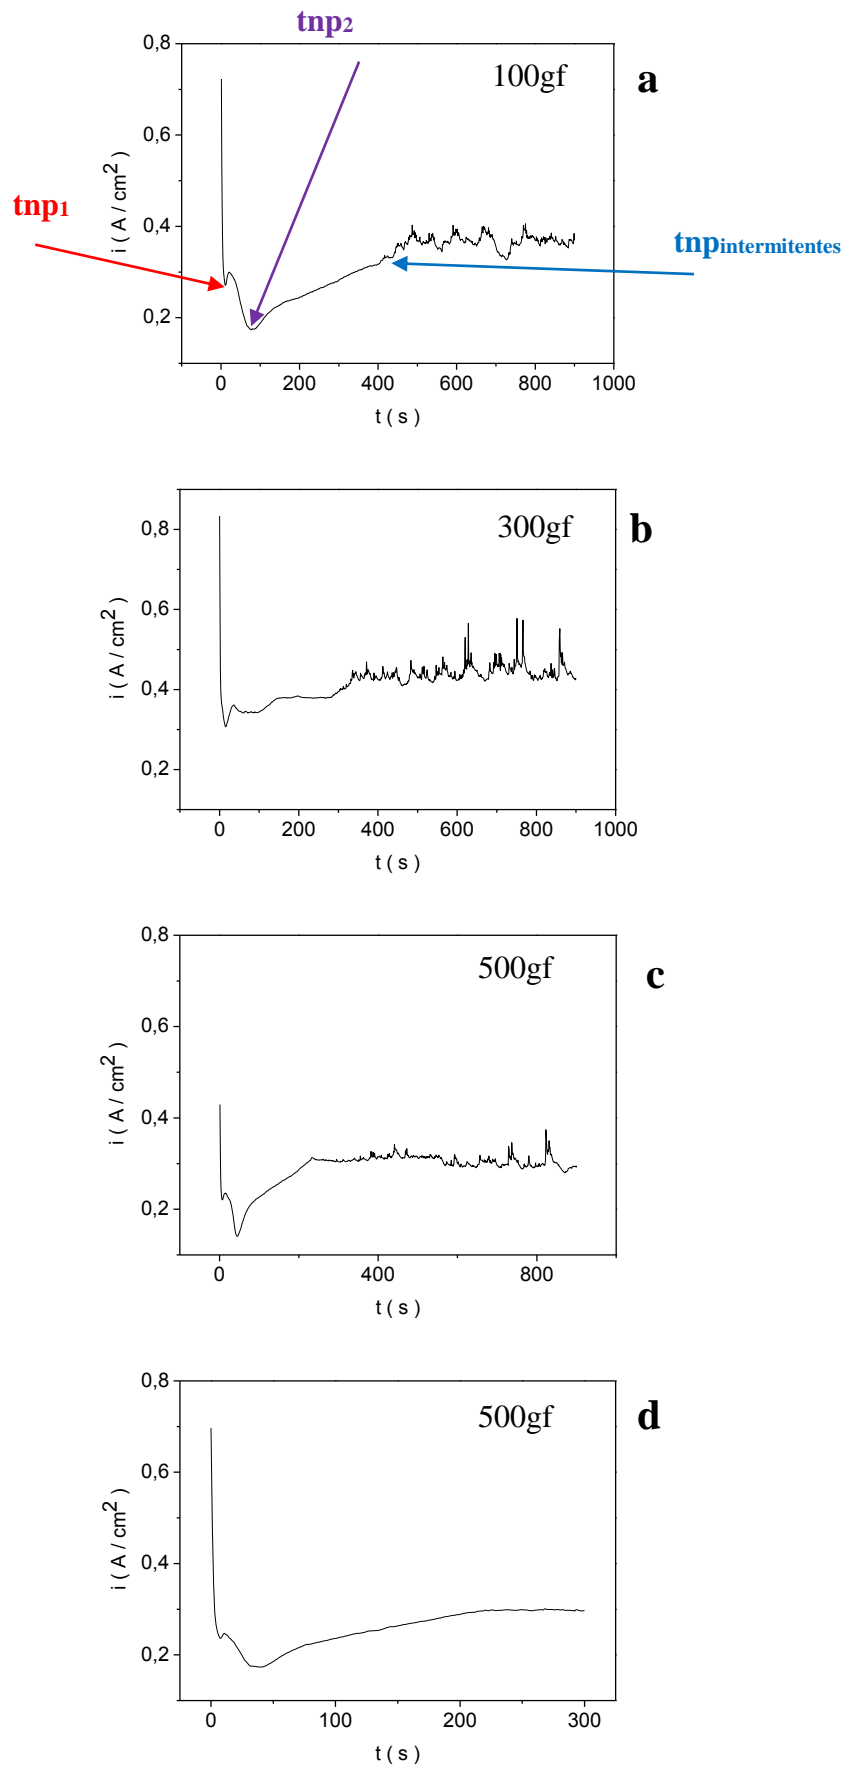 tnp2
0,8
100gf
a
0,6
i ( A / cm2 )
tnp1
0,4
tnpintermitentes
0,2
0 200 400 600 800 1000
t ( s )
0,8
300gf
b
0,6
i ( A / cm2 )
0,4
0,2
0 200 400 600 800 1000
t ( s )
0,8
500gf
c
0,6
i ( A / cm2 )
0,4
0,2
0 400 800
t ( s )
0,8
500gf
d
0,6
i ( A / cm2 )
0,4
0,2
0 100 200 300
t ( s )